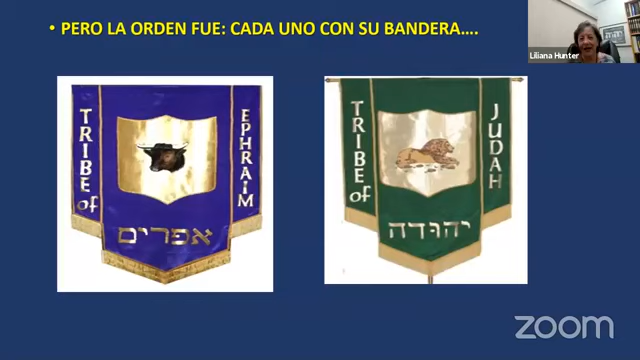 • PERO LA ORDEN FUE: CADA UNO CON SU BANDERA....
Liliana Hunter
TRIBE of
EPHRAIM
אפרים
TRIBE of
JUDAH
יהודה
zoom